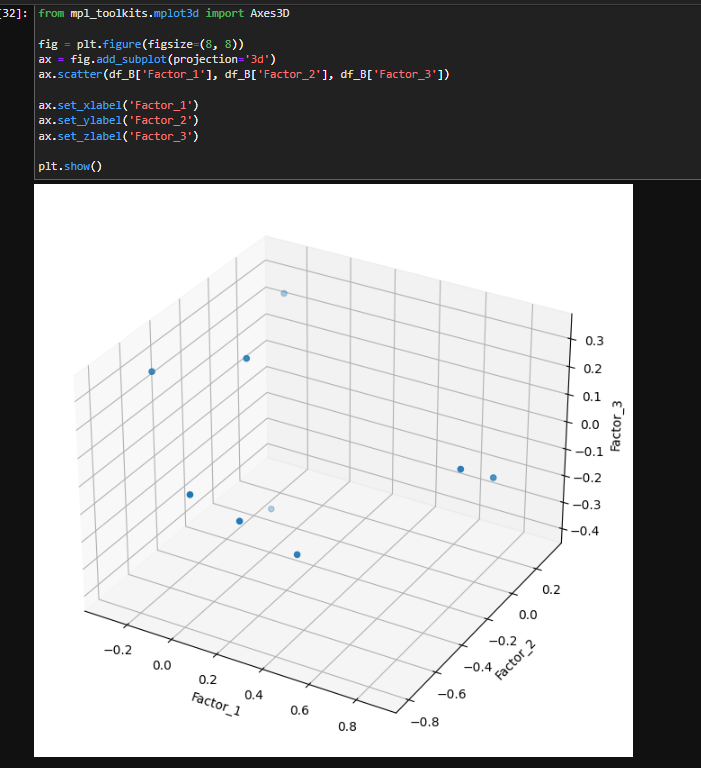 [32]: from mpl_toolkits.mplot3d import Axes3D
fig = plt.figure(figsize=(8, 8))
ax = fig.add_subplot(projection='3d')
ax.scatter(df_B['Factor_1'], df_B['Factor_2'], df_B['Factor_3'])
ax.set_xlabel('Factor_1')
ax.set_ylabel('Factor_2')
ax.set_zlabel('Factor_3')
plt.show()
0.3
0.2
0.1
0.0
−0.1
−0.2
−0.3
−0.4
Factor_3
0.2
0.0
−0.2
−0.4
−0.6
−0.8
Factor_2
−0.2
0.0
0.2
0.4
0.6
0.8
Factor_1